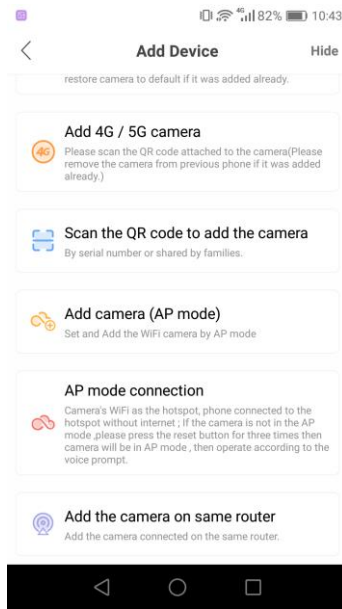 4G 82% 10:43
Add Device Hide
restore camera to default if it was added already.
Add 4G / 5G camera
4G
Please scan the QR code attached to the camera(Please
remove the camera from previous phone if it was added
already.)
Scan the QR code to add the camera
By serial number or shared by families.
Add camera (AP mode)
Set and Add the WiFi camera by AP mode
AP mode connection
Camera's WiFi as the hotspot, phone connected to the
hotspot without internet ; If the camera is not in the AP
mode ,please press the reset button for three times then
camera will be in AP mode , then operate according to the
voice prompt.
Add the camera on same router
Add the camera connected on the same router.